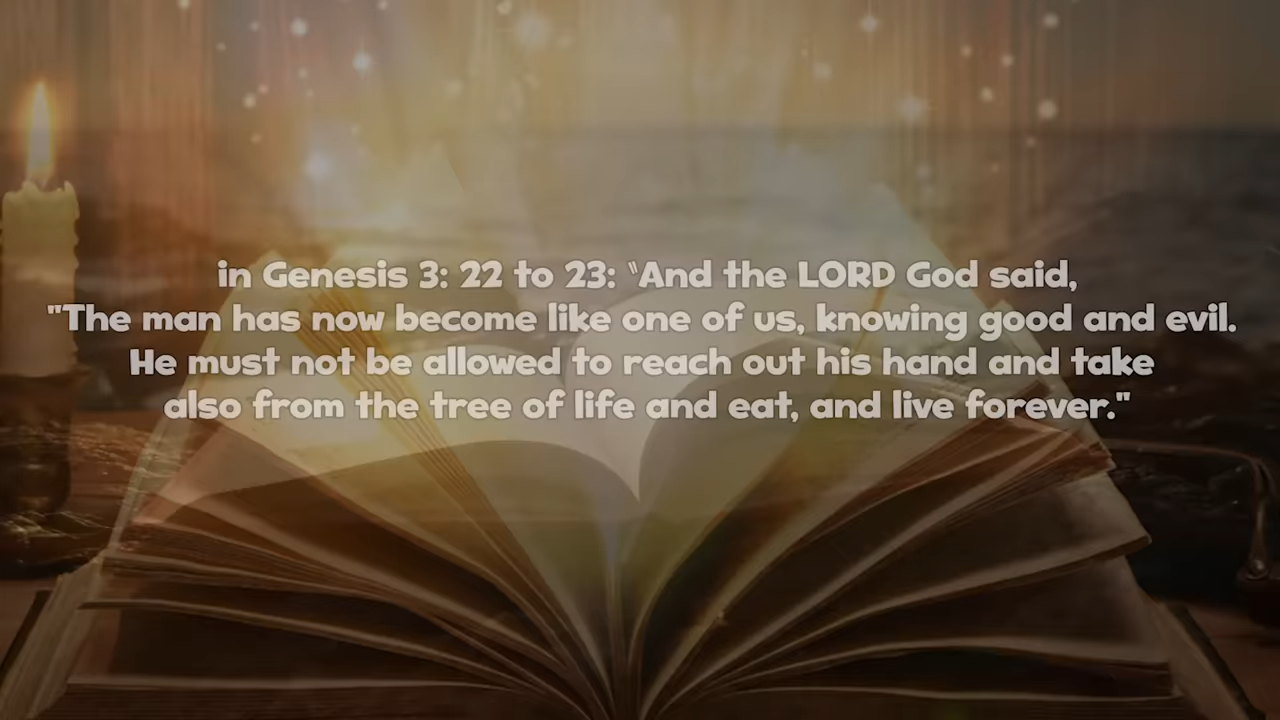 in Genesis 3: 22 to 23: "And the LORD God said,
"The man has now become like one of us, knowing good and evil.
He must not be allowed to reach out his hand and take
also from the tree of life and eat, and live forever."